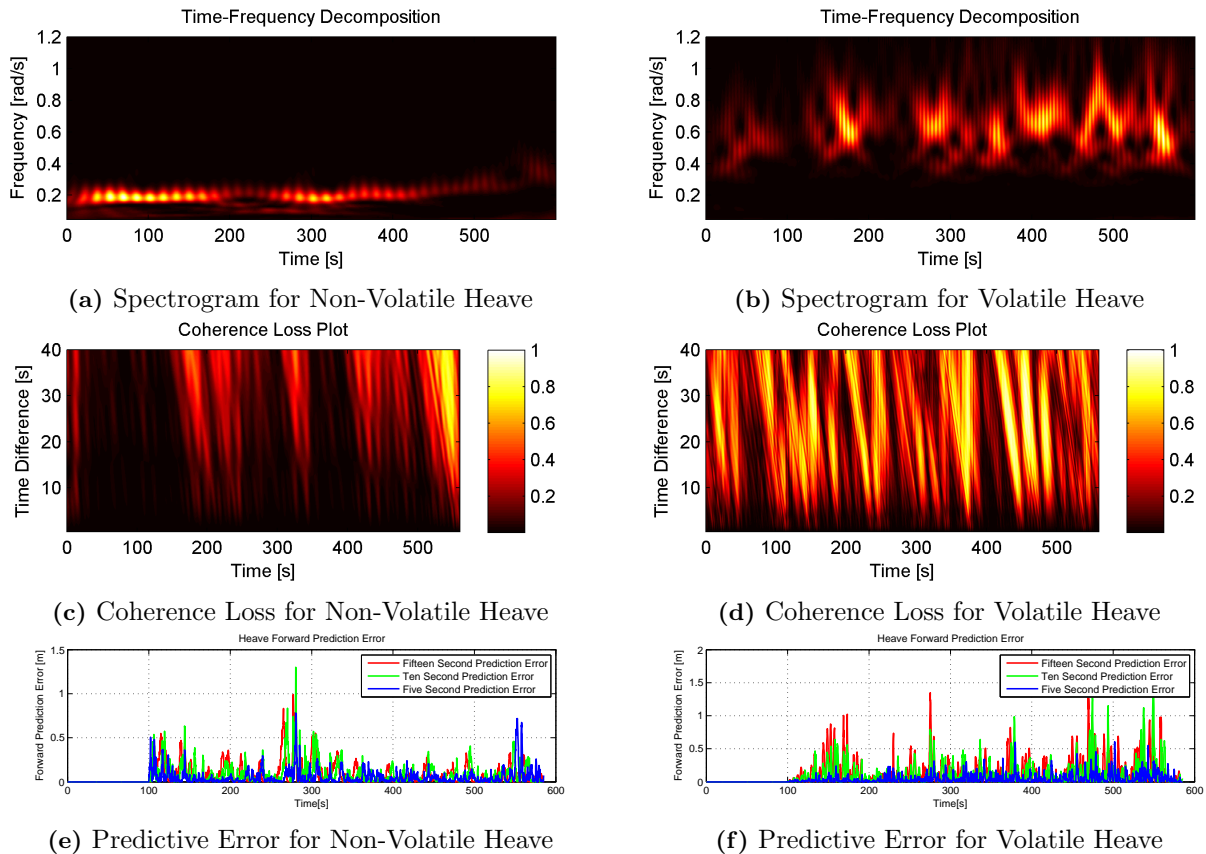 Time-Frequency Decomposition
Frequency [rad/s]
1.2
1
0.8
0.6
0.4
0.2
0 100 200 300 400 500
Time [s]
(a) Spectrogram for Non-Volatile Heave
Time-Frequency Decomposition
Frequency [rad/s]
1.2
1
0.8
0.6
0.4
0.2
0 100 200 300 400 500
Time [s]
(b) Spectrogram for Volatile Heave
Coherence Loss Plot
Time Difference [s]
40
30
20
10
0 100 200 300 400 500
Time [s]
1
0.8
0.6
0.4
0.2
(c) Coherence Loss for Non-Volatile Heave
Coherence Loss Plot
Time Difference [s]
40
30
20
10
0 100 200 300 400 500
Time [s]
1
0.8
0.6
0.4
0.2
(d) Coherence Loss for Volatile Heave
Heave Forward Prediction Error
Forward Prediction Error [m]
1.5
1
0.5
0
Fifteen Second Prediction Error
Ten Second Prediction Error
Five Second Prediction Error
0 100 200 300 400 500 600
Time[s]
(e) Predictive Error for Non-Volatile Heave
Heave Forward Prediction Error
Forward Prediction Error [m]
2
1.5
1
0.5
0
Fifteen Second Prediction Error
Ten Second Prediction Error
Five Second Prediction Error
0 100 200 300 400 500 600
Time[s]
(f) Predictive Error for Volatile Heave